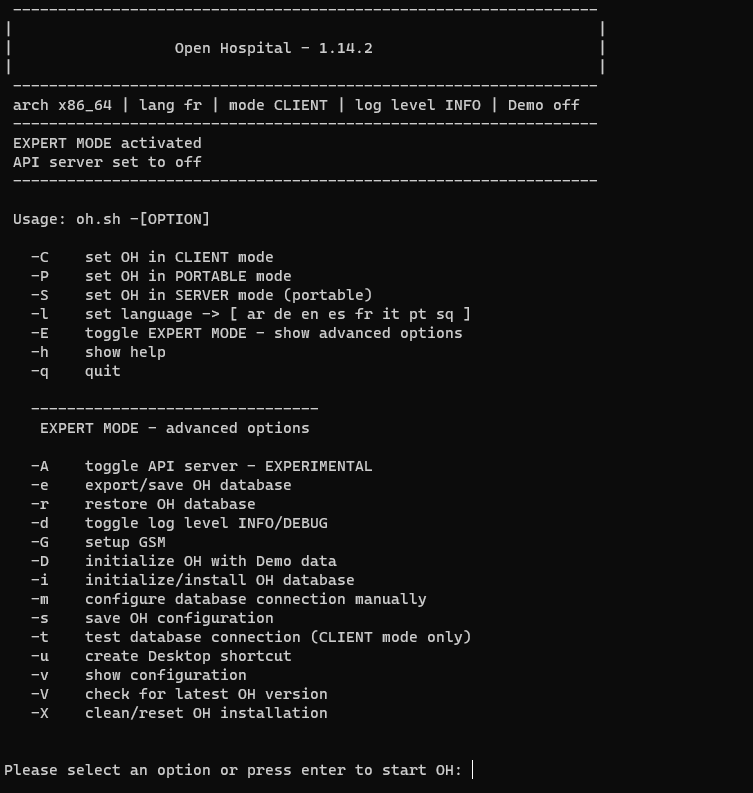 -----------------------------------------------------------------
|                                                                 |
|                  Open Hospital - 1.14.2                         |
|                                                                 |
-----------------------------------------------------------------
arch x86_64 | lang fr | mode CLIENT | log level INFO | Demo off
-----------------------------------------------------------------
EXPERT MODE activated
API server set to off
-----------------------------------------------------------------
Usage: oh.sh -[OPTION]
-C    set OH in CLIENT mode
-P    set OH in PORTABLE mode
-S    set OH in SERVER mode (portable)
-l    set language -> [ ar de en es fr it pt sq ]
-E    toggle EXPERT MODE - show advanced options
-h    show help
-q    quit
--------------------------------
EXPERT MODE - advanced options
-A    toggle API server - EXPERIMENTAL
-e    export/save OH database
-r    restore OH database
-d    toggle log level INFO/DEBUG
-G    setup GSM
-D    initialize OH with Demo data
-i    initialize/install OH database
-m    configure database connection manually
-s    save OH configuration
-t    test database connection (CLIENT mode only)
-u    create Desktop shortcut
-v    show configuration
-V    check for latest OH version
-X    clean/reset OH installation
Please select an option or press enter to start OH: